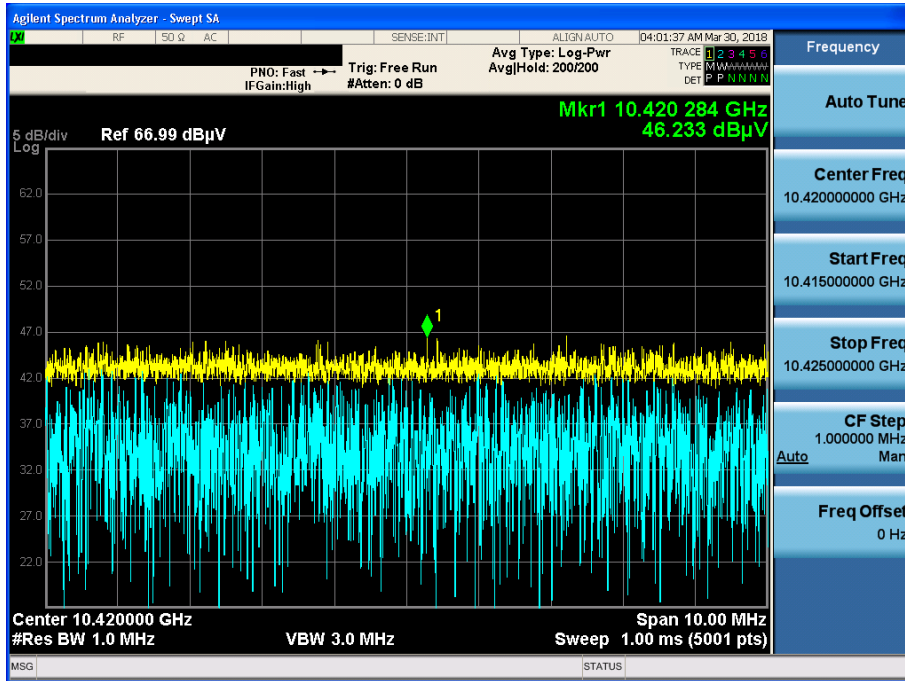 Agilent Spectrum Analyzer - Swept SA
LXI RF 50 Ω AC SENSE:INT ALIGN AUTO 04:01:37 AM Mar 30, 2018
PNO: Fast Trig: Free Run Avg Type: Log-Pwr TRACE 1 2 3 4 5 6
IFGain:High #Atten: 0 dB Avg|Hold: 200/200 TYPE M W
DET P P N N N N
Mkr1 10.420 284 GHz
46.233 dBµV
5 dB/div Ref 66.99 dBµV
Log
62.0
57.0
52.0
47.0
42.0
37.0
32.0
27.0
22.0
1
Center 10.420000 GHz Span 10.00 MHz
#Res BW 1.0 MHz VBW 3.0 MHz Sweep 1.00 ms (5001 pts)
MSG STATUS
Frequency
Auto Tune
Center Freq
10.420000000 GHz
Start Freq
10.415000000 GHz
Stop Freq
10.425000000 GHz
CF Step
1.000000 MHz
Auto Man
Freq Offset
0 Hz